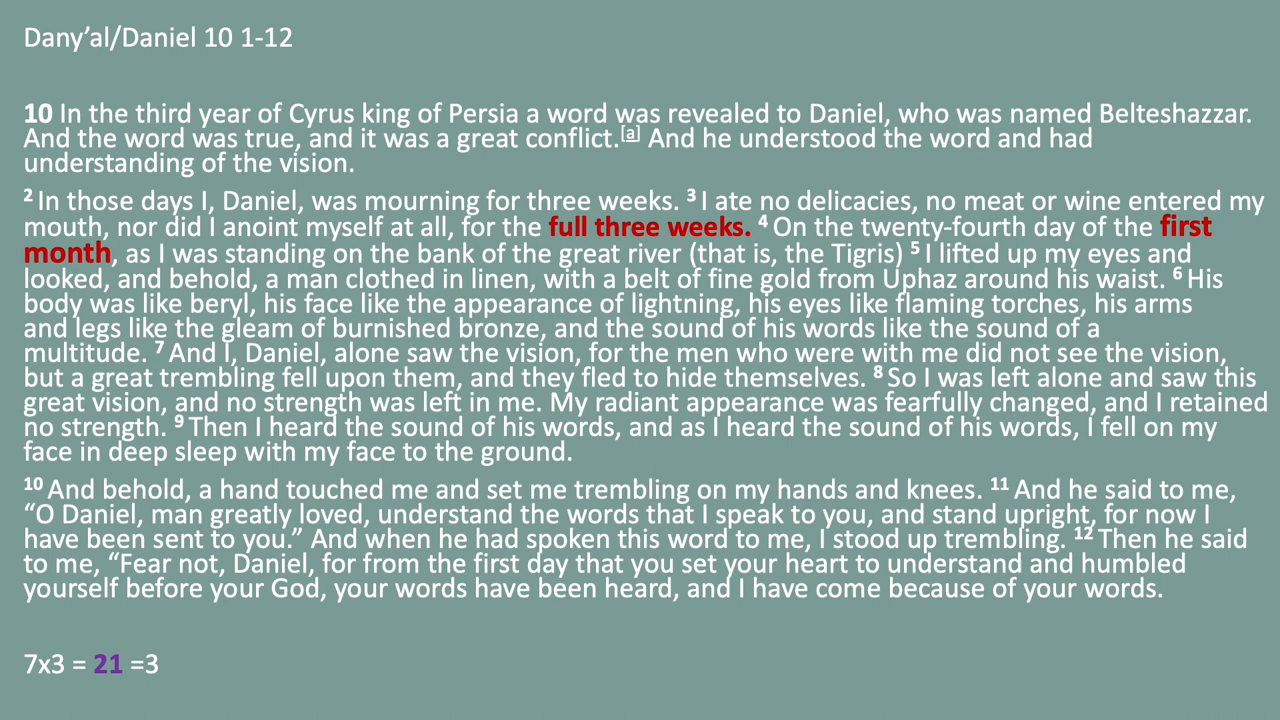 Dany’al/Daniel 10 1-12
10 In the third year of Cyrus king of Persia a word was revealed to Daniel, who was named Belteshazzar.
And the word was true, and it was a great conflict.[a] And he understood the word and had
understanding of the vision.
2 In those days I, Daniel, was mourning for three weeks. 3 I ate no delicacies, no meat or wine entered my
mouth, nor did I anoint myself at all, for the full three weeks. 4 On the twenty-fourth day of the first
month, as I was standing on the bank of the great river (that is, the Tigris) 5 I lifted up my eyes and
looked, and behold, a man clothed in linen, with a belt of fine gold from Uphaz around his waist. 6 His
body was like beryl, his face like the appearance of lightning, his eyes like flaming torches, his arms
and legs like the gleam of burnished bronze, and the sound of his words like the sound of a
multitude. 7 And I, Daniel, alone saw the vision, for the men who were with me did not see the vision,
but a great trembling fell upon them, and they fled to hide themselves. 8 So I was left alone and saw this
great vision, and no strength was left in me. My radiant appearance was fearfully changed, and I retained
no strength. 9 Then I heard the sound of his words, and as I heard the sound of his words, I fell on my
face in deep sleep with my face to the ground.
10 And behold, a hand touched me and set me trembling on my hands and knees. 11 And he said to me,
“O Daniel, man greatly loved, understand the words that I speak to you, and stand upright, for now I
have been sent to you.” And when he had spoken this word to me, I stood up trembling. 12 Then he said
to me, “Fear not, Daniel, for from the first day that you set your heart to understand and humbled
yourself before your God, your words have been heard, and I have come because of your words.
7x3 = 21 =3